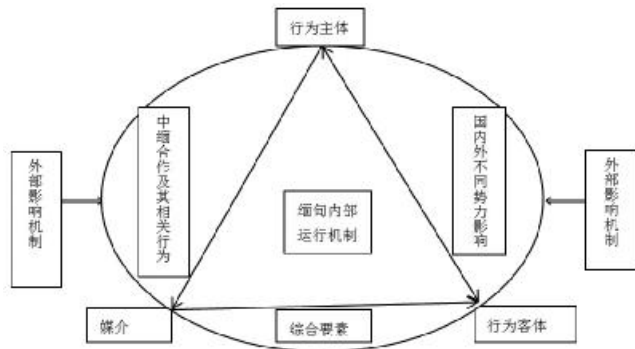 行为主体
中缅合作及其相关行为
国内外不同势力影响
外部影响机制
外部影响机制
缅甸内部
运行机制
媒介
综合要素
行为客体